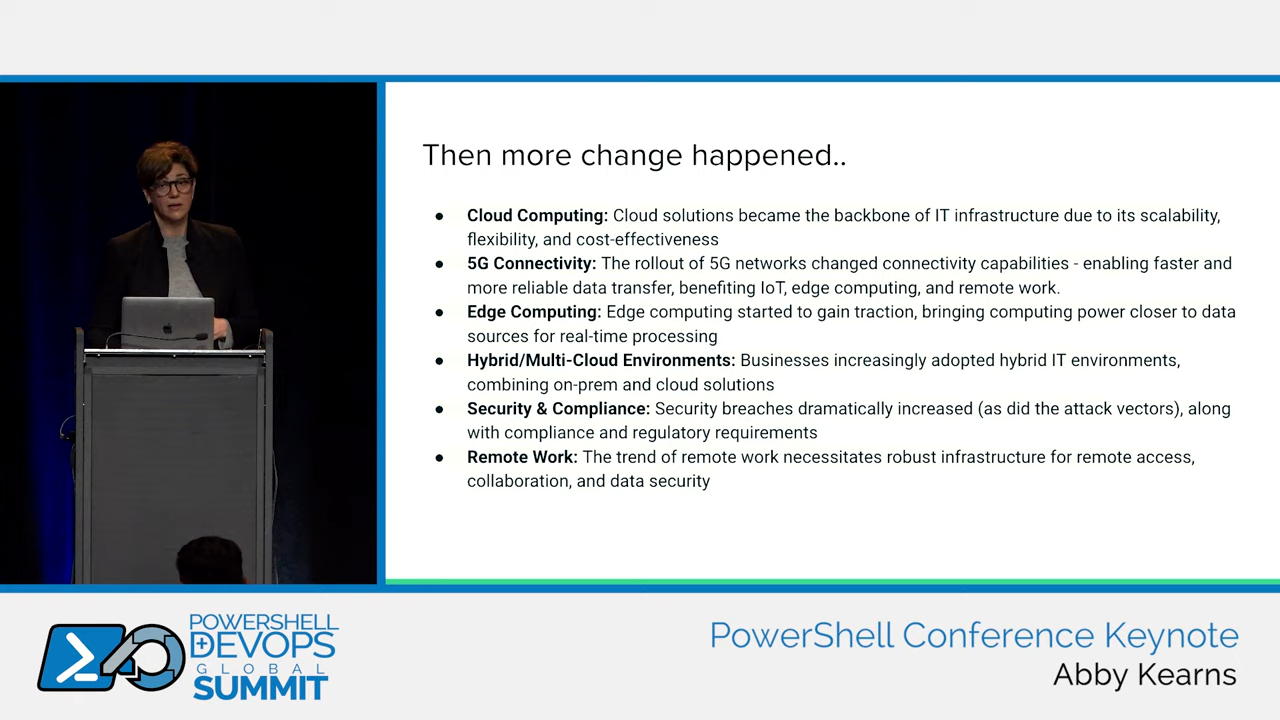 Then more change happened..
● Cloud Computing: Cloud solutions became the backbone of IT infrastructure due to its scalability,
flexibility, and cost-effectiveness
● 5G Connectivity: The rollout of 5G networks changed connectivity capabilities - enabling faster and
more reliable data transfer, benefiting IoT, edge computing, and remote work.
● Edge Computing: Edge computing started to gain traction, bringing computing power closer to data
sources for real-time processing
● Hybrid/Multi-Cloud Environments: Businesses increasingly adopted hybrid IT environments,
combining on-prem and cloud solutions
● Security & Compliance: Security breaches dramatically increased (as did the attack vectors), along
with compliance and regulatory requirements
● Remote Work: The trend of remote work necessitates robust infrastructure for remote access,
collaboration, and data security
POWERSHELL
+DEVOPS
GLOBAL
SUMMIT
PowerShell Conference Keynote
Abby Kearns